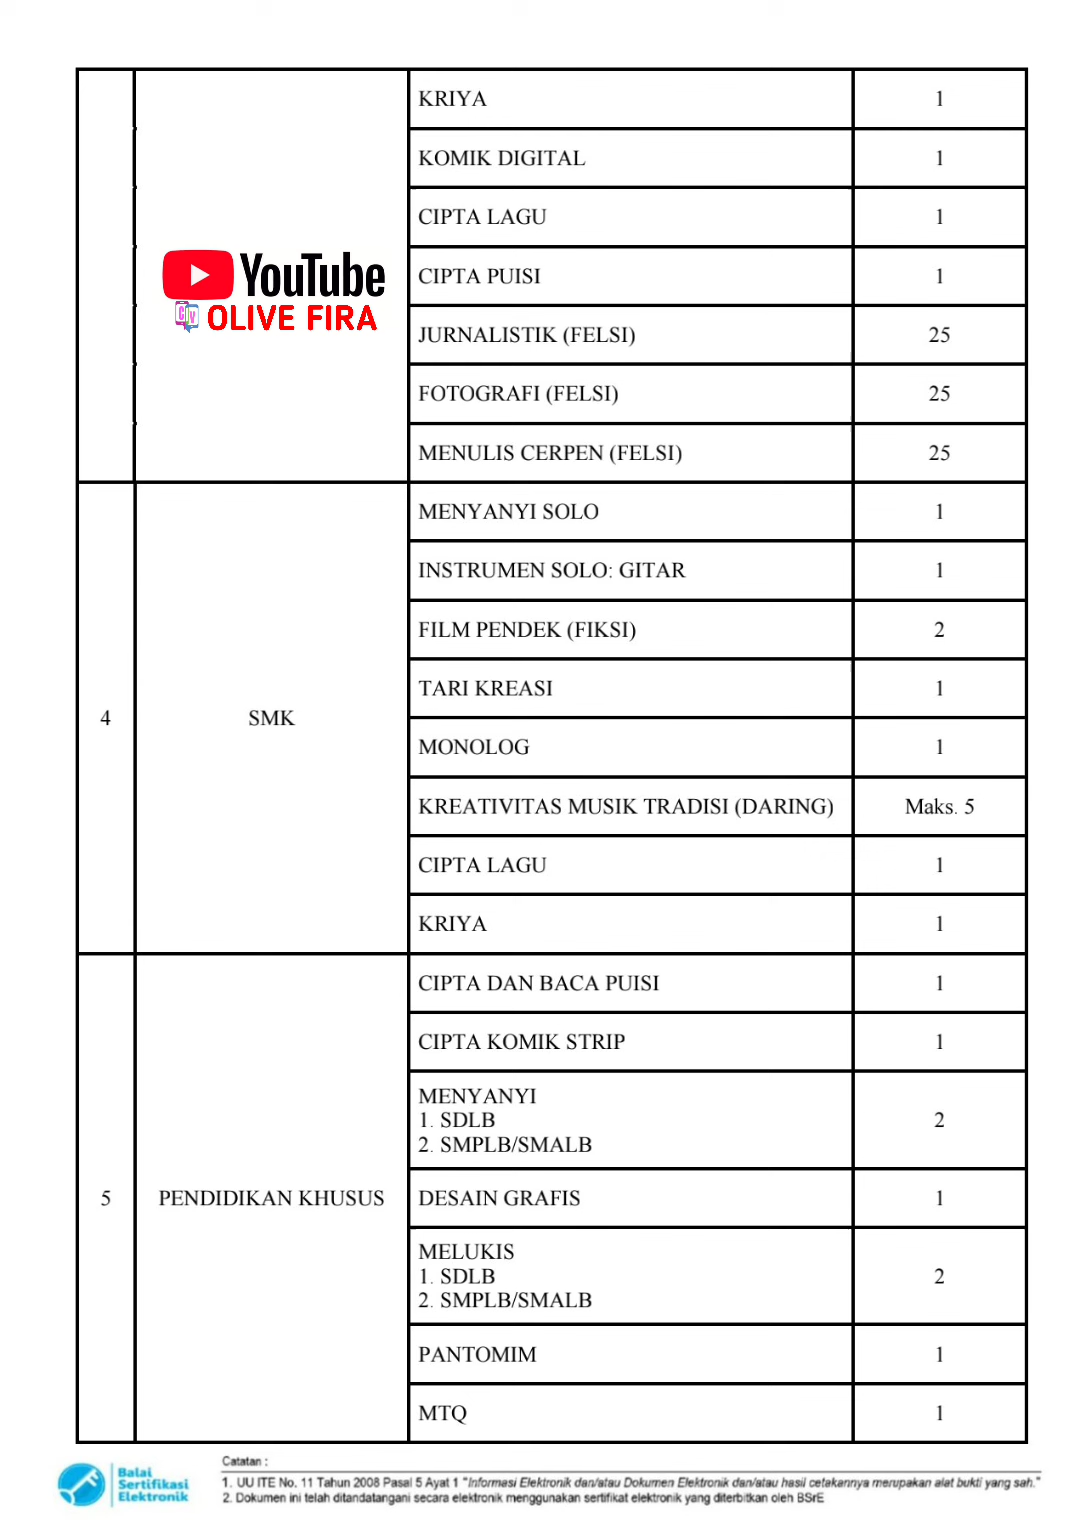 KRIYA 1
KOMIK DIGITAL 1
CIPTA LAGU 1
YouTube
OLIVE FIRA
CIPTA PUISI 1
JURNALISTIK (FELSI) 25
FOTOGRAFI (FELSI) 25
MENULIS CERPEN (FELSI) 25
4 SMK
MENYANYI SOLO 1
INSTRUMEN SOLO: GITAR 1
FILM PENDEK (FIKSI) 2
TARI KREASI 1
MONOLOG 1
KREATIVITAS MUSIK TRADISI (DARING) Maks. 5
CIPTA LAGU 1
KRIYA 1
5 PENDIDIKAN KHUSUS
CIPTA DAN BACA PUISI 1
CIPTA KOMIK STRIP 1
MENYANYI
1. SDLB
2. SMPLB/SMALB
2
DESAIN GRAFIS 1
MELUKIS
1. SDLB
2. SMPLB/SMALB
2
PANTOMIM 1
MTQ 1
Balai
Sertifikasi
Elektronik
Catatan :
1. UU ITE No. 11 Tahun 2008 Pasal 5 Ayat 1 "Informasi Elektronik dan/atau Dokumen Elektronik dan/atau hasil cetakannya merupakan alat bukti yang sah."
2. Dokumen ini telah ditandatangani secara elektronik menggunakan sertifikat elektronik yang diterbitkan oleh BSrE